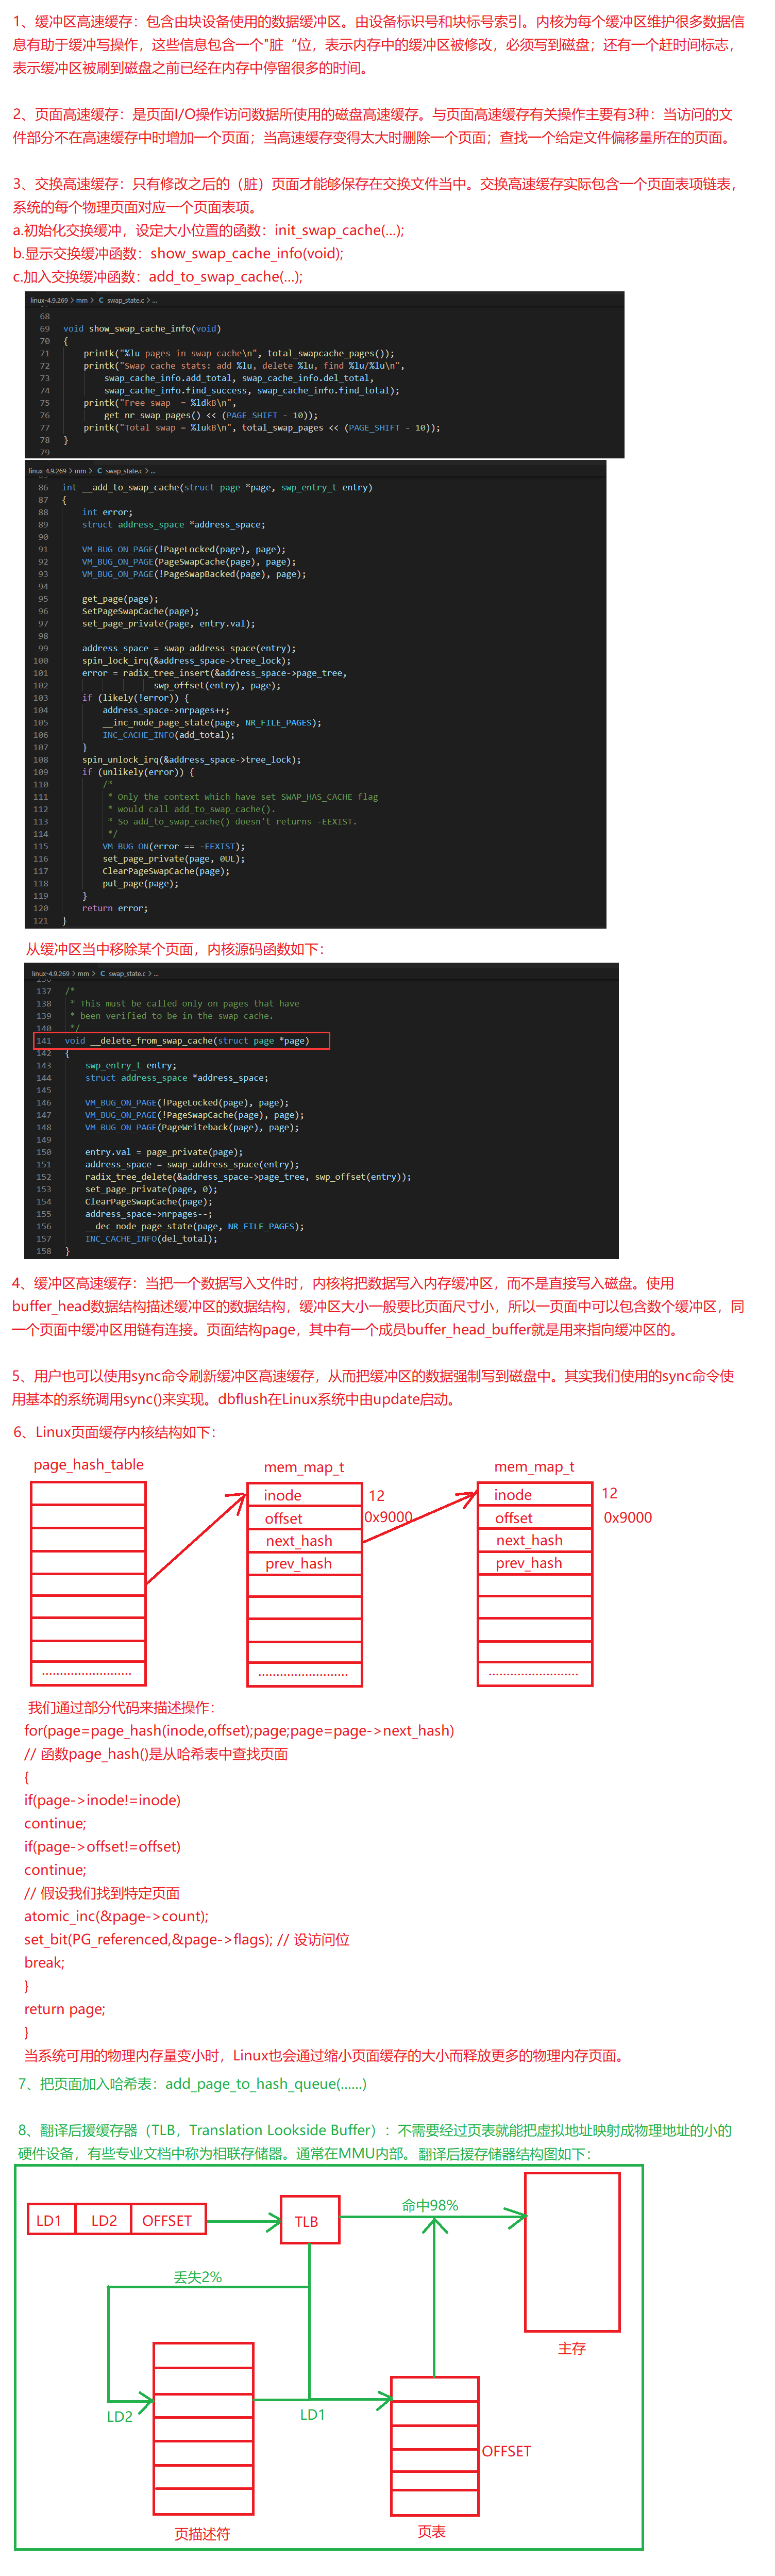 1、缓冲区高速缓存：包含由块设备使用的数据缓冲区。由设备标识号和块标号索引。内核为每个缓冲区维护很多数据信
息有助于缓冲写操作，这些信息包含一个"脏“位，表示内存中的缓冲区被修改，必须写到磁盘；还有一个赶时间标志，
表示缓冲区被刷到磁盘之前已经在内存中停留很多的时间。
2、页面高速缓存：是页面I/O操作访问数据所使用的磁盘高速缓存。与页面高速缓存有关操作主要有3种：当访问的文
件部分不在高速缓存中时增加一个页面；当高速缓存变得大大时删除一个页面；查找一个给定文件偏移量所在的页面。
3、交换高速缓存：只有修改之后的（脏）页面才能够保存在交换文件当中。交换高速缓存实际包含一个页面表项链表，
系统的每个物理页面对应一个页面表项。
a.初始化交换缓冲，设定大小位置的函数：init_swap_cache(...);
b.显示交换缓冲函数：show_swap_cache_info(void);
c.加入交换缓冲函数：add_to_swap_cache(...);
linux-4.9.269 > mm > C swap_state.c > ...
68
69 void show_swap_cache_info(void)
70 {
71 printk("%lu pages in swap cache\n", total_swapcache_pages());
72 printk("Swap cache stats: add %lu, delete %lu, find %lu/%lu\n",
73 swap_cache_info.add_total, swap_cache_info.del_total,
74 swap_cache_info.find_success, swap_cache_info.find_total);
75 printk("Free swap  = %ldkB\n",
76 get_nr_swap_pages() << (PAGE_SHIFT - 10));
77 printk("Total swap = %lukB\n", total_swap_pages << (PAGE_SHIFT - 10));
78 }
79
linux-4.9.269 > mm > C swap_state.c > ...
86 int __add_to_swap_cache(struct page *page, swp_entry_t entry)
87 {
88 int error;
89 struct address_space *address_space;
90
91 VM_BUG_ON_PAGE(!PageLocked(page), page);
92 VM_BUG_ON_PAGE(PageSwapCache(page), page);
93 VM_BUG_ON_PAGE(!PageSwapBacked(page), page);
94
95 get_page(page);
96 SetPageSwapCache(page);
97 set_page_private(page, entry.val);
98
99 address_space = swap_address_space(entry);
100 spin_lock_irq(&address_space->tree_lock);
101 error = radix_tree_insert(&address_space->page_tree,
102 swp_offset(entry), page);
103 if (likely(!error)) {
104 address_space->nrpages++;
105 __inc_node_page_state(page, NR_FILE_PAGES);
106 INC_CACHE_INFO(add_total);
107 }
108 spin_unlock_irq(&address_space->tree_lock);
109 if (unlikely(error)) {
110 /*
111 * Only the context which have set SWAP_HAS_CACHE flag
112 * would call add_to_swap_cache().
113 * So add_to_swap_cache() doesn't returns -EEXIST.
114 */
115 VM_BUG_ON(error == -EEXIST);
116 set_page_private(page, 0UL);
117 ClearPageSwapCache(page);
118 put_page(page);
119 }
120 return error;
121 }
从缓冲区当中移除某个页面，内核源码函数如下：
linux-4.9.269 > mm > C swap_state.c > ...
137 /*
138 * This must be called only on pages that have
139 * been verified to be in the swap cache.
140 */
141 void __delete_from_swap_cache(struct page *page)
142 {
143 swp_entry_t entry;
144 struct address_space *address_space;
145
146 VM_BUG_ON_PAGE(!PageLocked(page), page);
147 VM_BUG_ON_PAGE(!PageSwapCache(page), page);
148 VM_BUG_ON_PAGE(PageWriteback(page), page);
149
150 entry.val = page_private(page);
151 address_space = swap_address_space(entry);
152 radix_tree_delete(&address_space->page_tree, swp_offset(entry));
153 set_page_private(page, 0);
154 ClearPageSwapCache(page);
155 address_space->nrpages--;
156 __dec_node_page_state(page, NR_FILE_PAGES);
157 INC_CACHE_INFO(del_total);
158 }
4、缓冲区高速缓存：当把一个数据写入文件时，内核将把数据写入内存缓冲区，而不是直接写入磁盘。使用
buffer_head数据结构描述缓冲区的数据结构，缓冲区大小一般要比页面尺寸小，所以一页面中可以包含数个缓冲区，同
一个页面中缓冲区用链有连接。页面结构page，其中有一个成员buffer_head_buffer就是用来指向缓冲区的。
5、用户也可以使用sync命令刷新缓冲区高速缓存，从而把缓冲区的数据强制写到磁盘中。其实我们使用的sync命令使
用基本的系统调用sync()来实现。dbflush在Linux系统中由update启动。
6、Linux页面缓存内核结构如下：
page_hash_table mem_map_t mem_map_t
inode 12 inode 12
offset 0x9000 offset 0x9000
next_hash next_hash
prev_hash prev_hash
......................... ......................... .........................
我们通过部分代码来描述操作：
for(page=page_hash(inode,offset);page;page=page->next_hash)
// 函数page_hash()是从哈希表中查找页面
{
if(page->inode!=inode)
continue;
if(page->offset!=offset)
continue;
// 假设我们找到特定页面
atomic_inc(&page->count);
set_bit(PG_referenced,&page->flags); // 设访问位
break;
}
return page;
}
当系统可用的物理内存量变小时，Linux也会通过缩小页面缓存的大小而释放更多的物理内存页面。
7、把页面加入哈希表：add_page_to_hash_queue(......)
8、翻译后援缓存器（TLB，Translation Lookside Buffer）：不需要经过页表就能把虚拟地址映射成物理地址的小的
硬件设备，有些专业文档中称为相联存储器。通常在MMU内部。 翻译后援存储器结构图如下：
LD1 LD2 OFFSET TLB 命中98%
丢失2%
主存
LD2 LD1
OFFSET
页描述符 页表